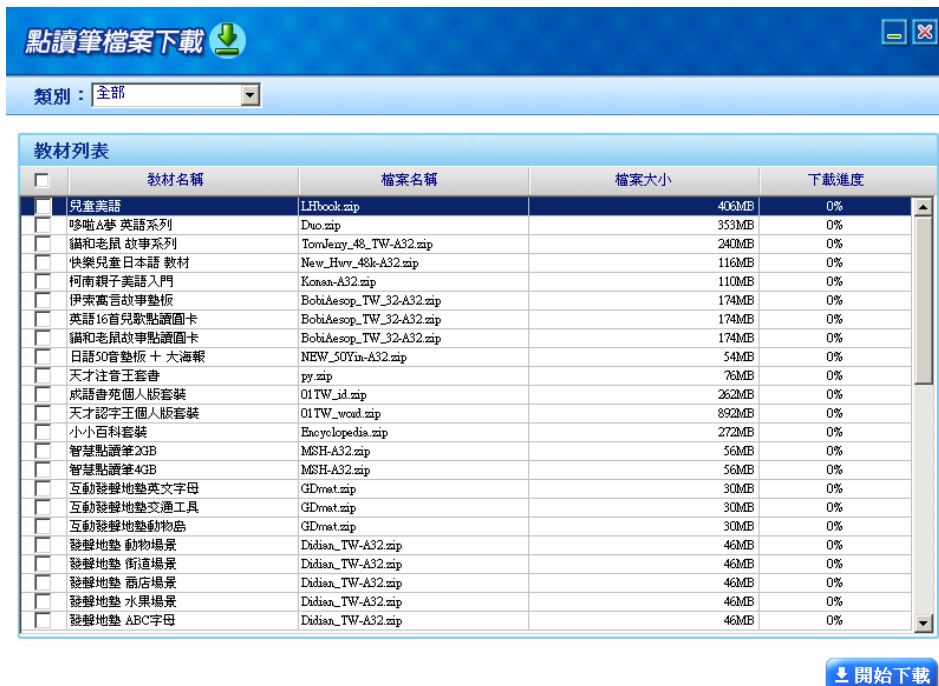 點讀筆檔案下載
類別：全部
教材列表
教材名稱 檔案名稱 檔案大小 下載進度
兒童美語 LHbook.zip 406MB 0%
哆啦A夢 英語系列 Duo.zip 353MB 0%
貓和老鼠 故事系列 TomJerry_48_TW-A32.zip 240MB 0%
快樂兒童日本語 教材 New_Hwv_48k-A32.zip 116MB 0%
柯南親子美語入門 Konan-A32.zip 110MB 0%
伊索寓言故事墊板 BobiAesop_TW_32-A32.zip 174MB 0%
英語16首兒歌點讀圖卡 BobiAesop_TW_32-A32.zip 174MB 0%
貓和老鼠故事點讀圖卡 BobiAesop_TW_32-A32.zip 174MB 0%
日語50音墊板 + 大海報 NEW_50Yin-A32.zip 54MB 0%
天才注音王套書 py.zip 76MB 0%
成語書苑個人版套裝 01TW_id.zip 262MB 0%
天才認字王個人版套裝 01TW_word.zip 892MB 0%
小小百科套裝 Encyclopedia.zip 272MB 0%
智慧點讀筆2GB MSH-A32.zip 56MB 0%
智慧點讀筆4GB MSH-A32.zip 56MB 0%
互動發聲地墊英文字母 GDmat.zip 30MB 0%
互動發聲地墊交通工具 GDmat.zip 30MB 0%
互動發聲地墊動物島 GDmat.zip 30MB 0%
發聲地墊 動物場景 Didian_TW-A32.zip 46MB 0%
發聲地墊 街道場景 Didian_TW-A32.zip 46MB 0%
發聲地墊 商店場景 Didian_TW-A32.zip 46MB 0%
發聲地墊 水果場景 Didian_TW-A32.zip 46MB 0%
發聲地墊 ABC字母 Didian_TW-A32.zip 46MB 0%
開始下載